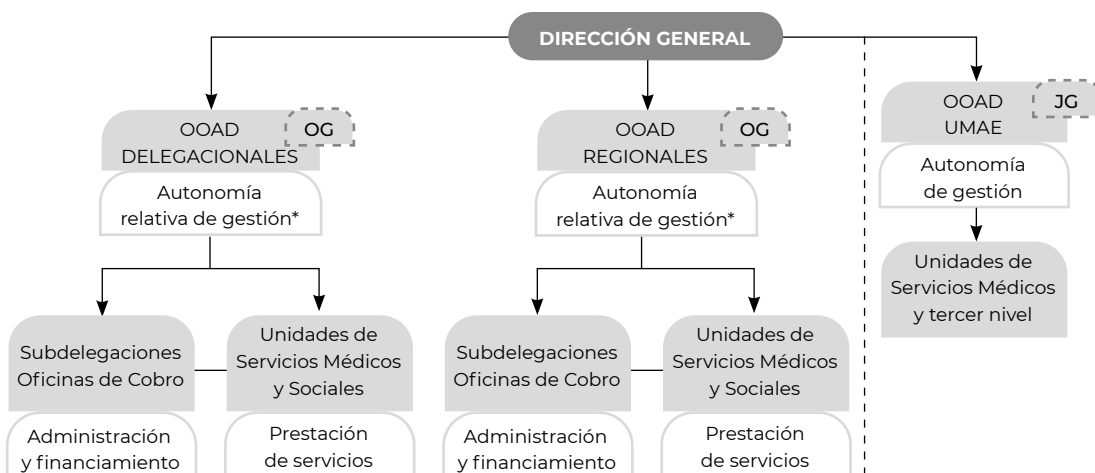 DIRECCIÓN GENERAL
OOAD
DELEGACIONALES
OG
Autonomía
relativa de gestión*
Subdelegaciones
Oficinas de Cobro
Administración
y financiamiento
Unidades de
Servicios Médicos
y Sociales
Prestación
de servicios
OOAD
REGIONALES
OG
Autonomía
relativa de gestión*
Subdelegaciones
Oficinas de Cobro
Administración
y financiamiento
Unidades de
Servicios Médicos
y Sociales
Prestación
de servicios
OOAD
UMAE
JG
Autonomía
de gestión
Unidades de
Servicios Médicos
y tercer nivel